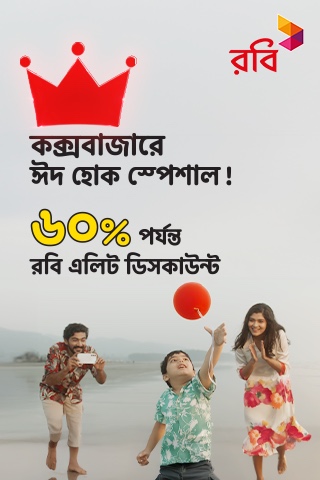 রবি
কক্সবাজারে
ঈদ হোক স্পেশাল!
৬০% পর্যন্ত
রবি এলিট ডিসকাউন্ট